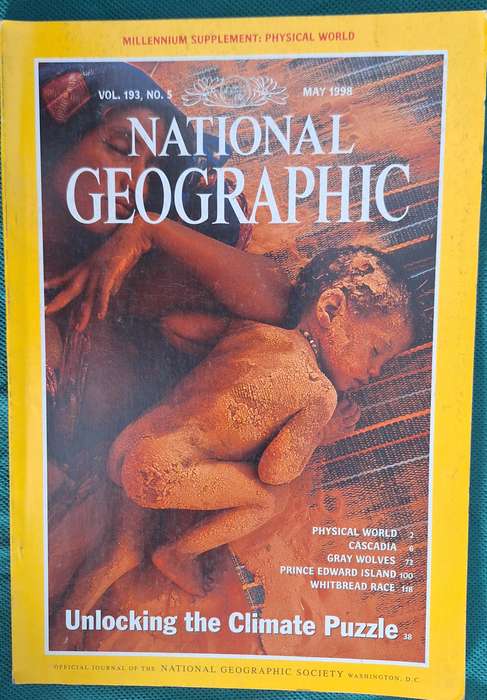 MILLENNIUM SUPPLEMENT: PHYSICAL WORLD
VOL. 193, NO. 5 MAY 1998
NATIONAL
GEOGRAPHIC
PHYSICAL WORLD 2
CASCADIA 6
GRAY WOLVES 72
PRINCE EDWARD ISLAND 100
WHITBREAD RACE 118
Unlocking the Climate Puzzle 38
OFFICIAL JOURNAL OF THE NATIONAL GEOGRAPHIC SOCIETY WASHINGTON, D.C.